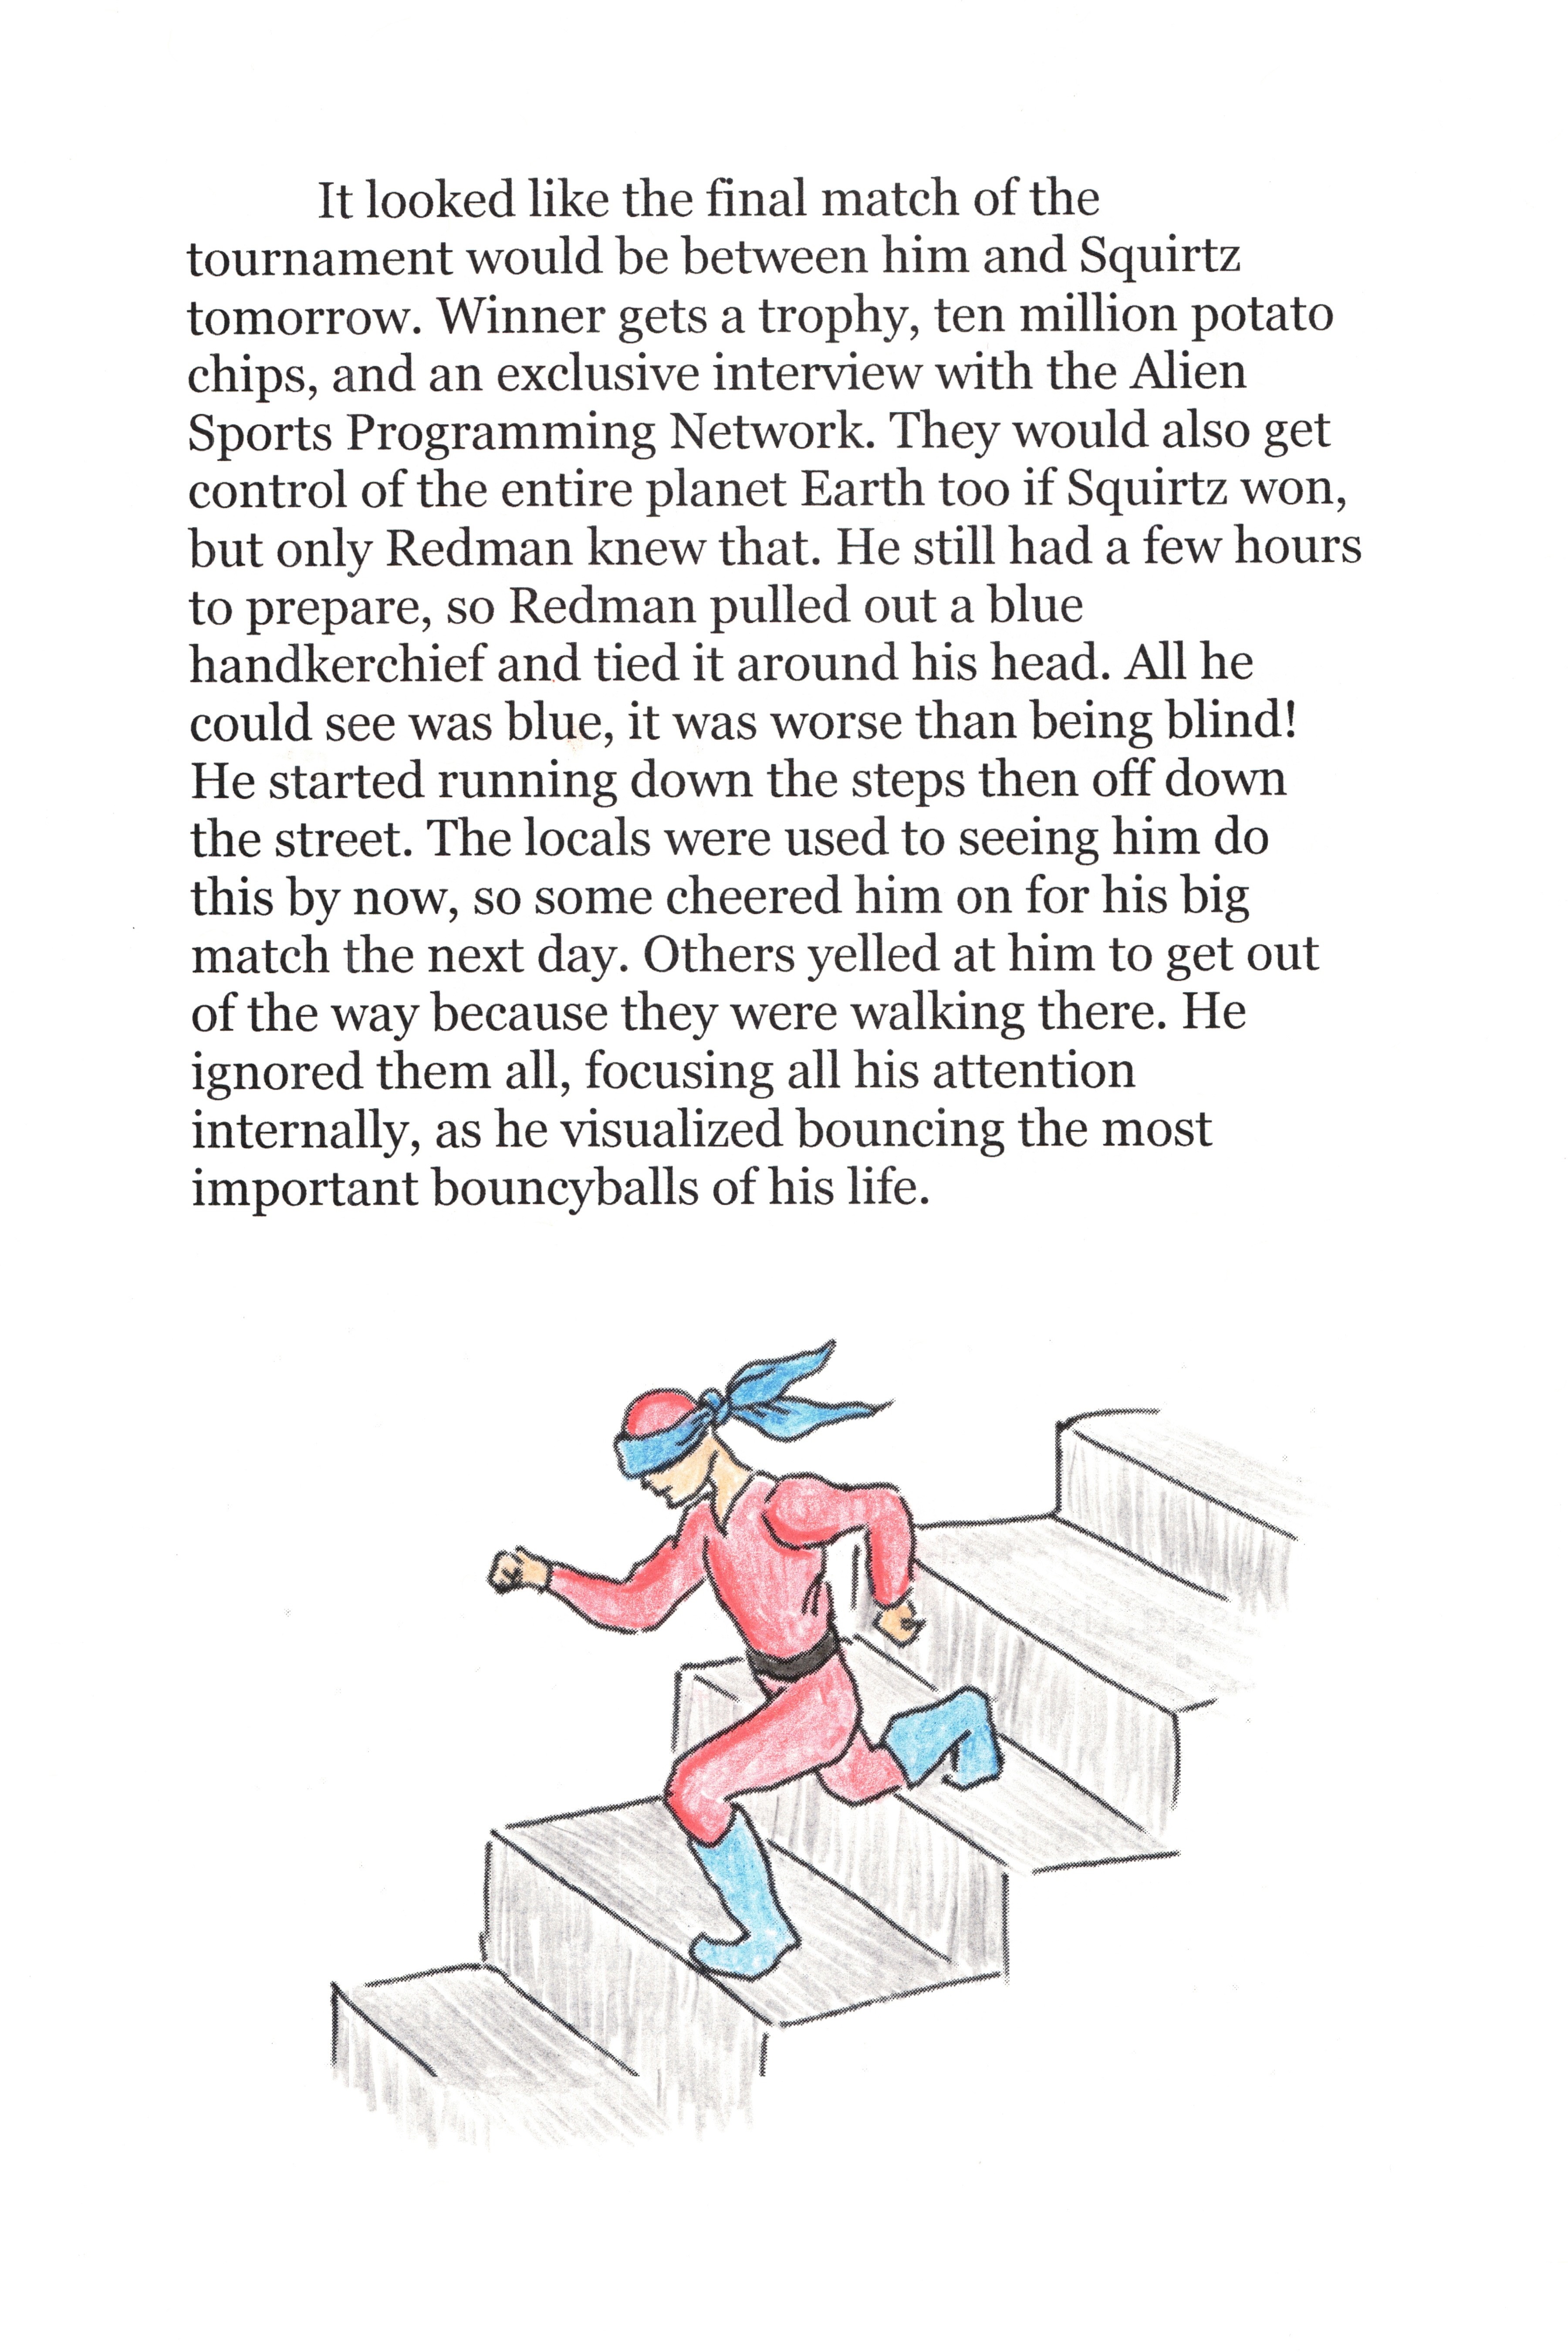 It looked like the final match of the
tournament would be between him and Squirtz
tomorrow. Winner gets a trophy, ten million potato
chips, and an exclusive interview with the Alien
Sports Programming Network. They would also get
control of the entire planet Earth too if Squirtz won,
but only Redman knew that. He still had a few hours
to prepare, so Redman pulled out a blue
handkerchief and tied it around his head. All he
could see was blue, it was worse than being blind!
He started running down the steps then off down
the street. The locals were used to seeing him do
this by now, so some cheered him on for his big
match the next day. Others yelled at him to get out
of the way because they were walking there. He
ignored them all, focusing all his attention
internally, as he visualized bouncing the most
important bouncyballs of his life.